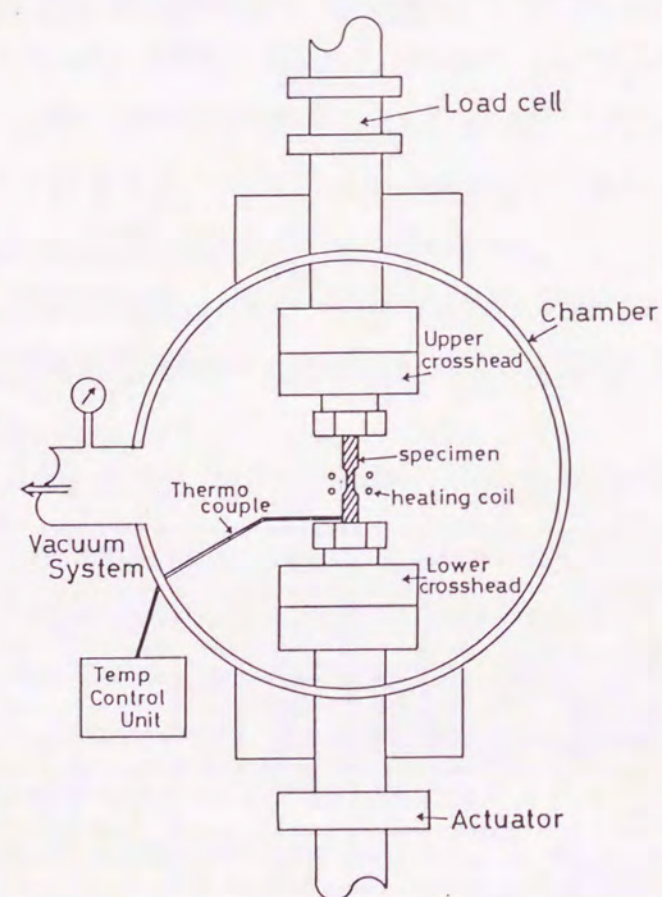 Load cell
Chamber
Upper
crosshead
specimen
heating coil
Thermo
couple
Vacuum
System
Lower
crosshead
Temp
Control
Unit
Actuator